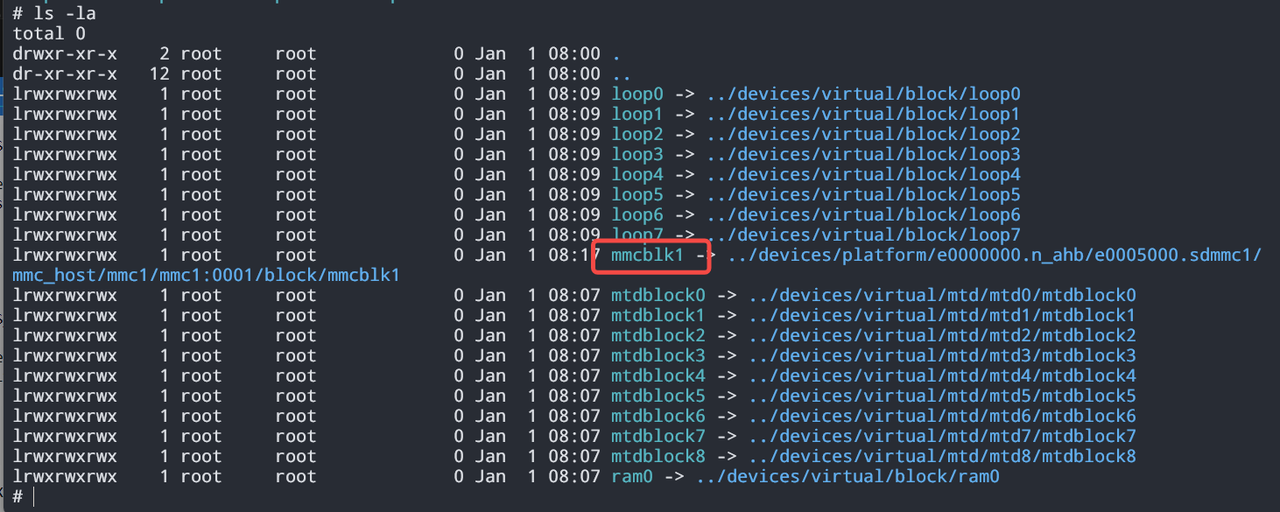 # ls -la
total 0
drwxr-xr-x 2 root root 0 Jan 1 08:00 .
dr-xr-xr-x 12 root root 0 Jan 1 08:00 ..
lrwxrwxrwx 1 root root 0 Jan 1 08:09 loop0 -> ../devices/virtual/block/loop0
lrwxrwxrwx 1 root root 0 Jan 1 08:09 loop1 -> ../devices/virtual/block/loop1
lrwxrwxrwx 1 root root 0 Jan 1 08:09 loop2 -> ../devices/virtual/block/loop2
lrwxrwxrwx 1 root root 0 Jan 1 08:09 loop3 -> ../devices/virtual/block/loop3
lrwxrwxrwx 1 root root 0 Jan 1 08:09 loop4 -> ../devices/virtual/block/loop4
lrwxrwxrwx 1 root root 0 Jan 1 08:09 loop5 -> ../devices/virtual/block/loop5
lrwxrwxrwx 1 root root 0 Jan 1 08:09 loop6 -> ../devices/virtual/block/loop6
lrwxrwxrwx 1 root root 0 Jan 1 08:09 loop7 -> ../devices/virtual/block/loop7
lrwxrwxrwx 1 root root 0 Jan 1 08:17 mmcblk1 -> ../devices/platform/e0000000.n_ahb/e0005000.sdmmc1/
mmc_host/mmc1/mmc1:0001/block/mmcblk1
lrwxrwxrwx 1 root root 0 Jan 1 08:07 mtdblock0 -> ../devices/virtual/mtd/mtd0/mtdblock0
lrwxrwxrwx 1 root root 0 Jan 1 08:07 mtdblock1 -> ../devices/virtual/mtd/mtd1/mtdblock1
lrwxrwxrwx 1 root root 0 Jan 1 08:07 mtdblock2 -> ../devices/virtual/mtd/mtd2/mtdblock2
lrwxrwxrwx 1 root root 0 Jan 1 08:07 mtdblock3 -> ../devices/virtual/mtd/mtd3/mtdblock3
lrwxrwxrwx 1 root root 0 Jan 1 08:07 mtdblock4 -> ../devices/virtual/mtd/mtd4/mtdblock4
lrwxrwxrwx 1 root root 0 Jan 1 08:07 mtdblock5 -> ../devices/virtual/mtd/mtd5/mtdblock5
lrwxrwxrwx 1 root root 0 Jan 1 08:07 mtdblock6 -> ../devices/virtual/mtd/mtd6/mtdblock6
lrwxrwxrwx 1 root root 0 Jan 1 08:07 mtdblock7 -> ../devices/virtual/mtd/mtd7/mtdblock7
lrwxrwxrwx 1 root root 0 Jan 1 08:07 mtdblock8 -> ../devices/virtual/mtd/mtd8/mtdblock8
lrwxrwxrwx 1 root root 0 Jan 1 08:07 ram0 -> ../devices/virtual/block/ram0
#